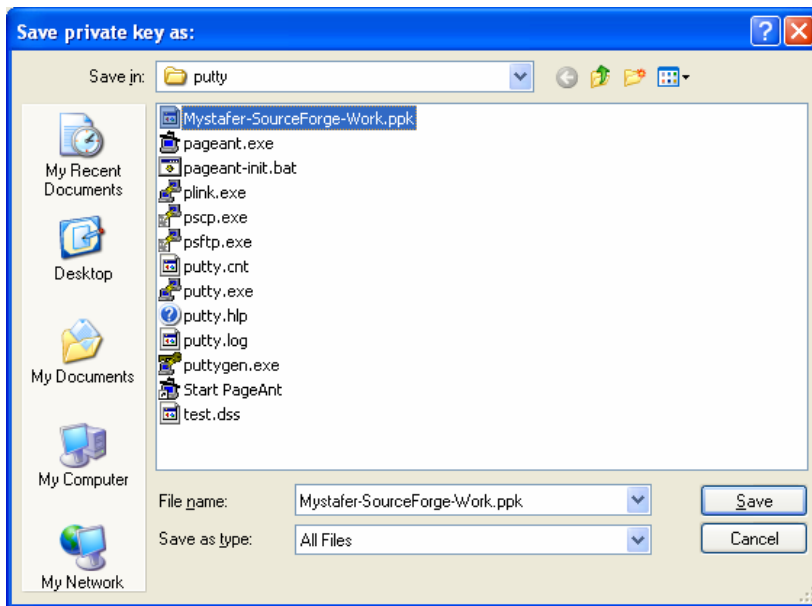 Save private key as:
Save in:
putty
My Recent
Documents
Desktop
My Documents
My Computer
My Network
Mystafer-SourceForge-Work.ppk
pageant.exe
pageant-init.bat
plink.exe
pscp.exe
psftp.exe
putty.cnt
putty.exe
putty.hlp
putty.log
puttygen.exe
Start PageAnt
test.dss
File name:
Mystafer-SourceForge-Work.ppk
Save
Save as type:
All Files
Cancel